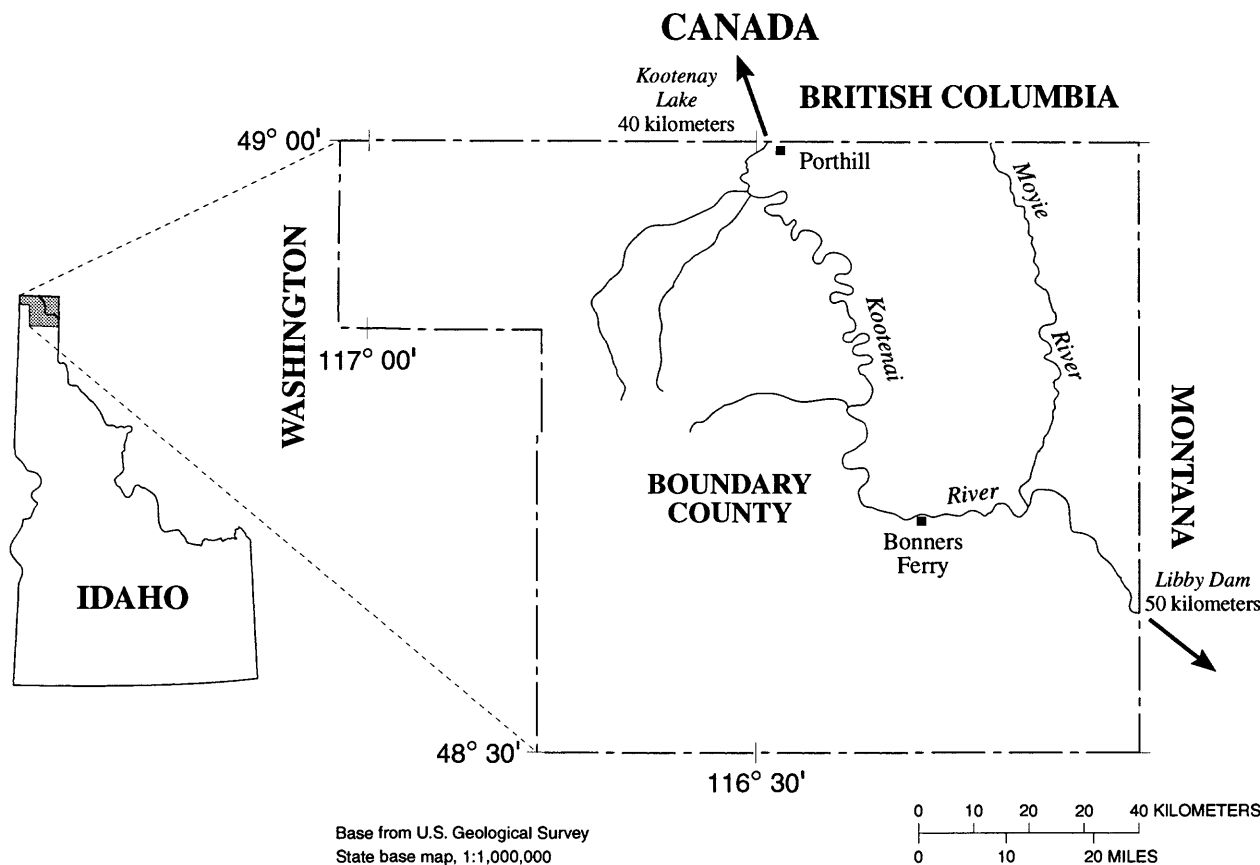 CANADA
Kootenay
Lake
40 kilometers
BRITISH COLUMBIA
49° 00'
Porthill
Moyie
River
WASHINGTON
117° 00'
Kootenai
River
MONTANA
BOUNDARY
COUNTY
Bonners
Ferry
Libby Dam
50 kilometers
IDAHO
48° 30'
116° 30'
0 10 20 20 40 KILOMETERS
0 10 20 MILES
Base from U.S. Geological Survey
State base map, 1:1,000,000